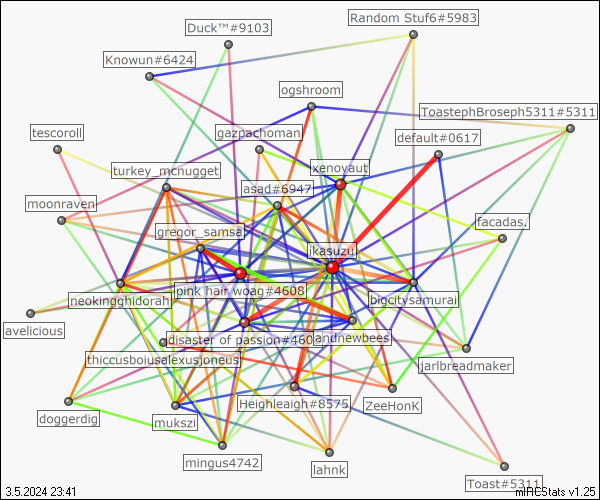 Random Stuf6#5983
Duck™#9103
Knowun#6424
ogshroom
ToastephBroseph5311#5311
tescoroll
gazpachoman
default#0617
turkey_mcnugget
xenoyaut
asad#6947
moonraven
facadas.
gregor_samsa
ikasuzu
pink hair woag#4608
neokingghidorah
bigcitysamurai
avelicious
disaster of passion#460
landnewbees
thiccusboiusalexusjoneus
jarlbreadmaker
doggerdig
Heighleaigh#8575
ZeeHonK
mukszi
mingus4742
lahnk
Toast#5311
3.5.2024 23:41
mIRCStats v1.25